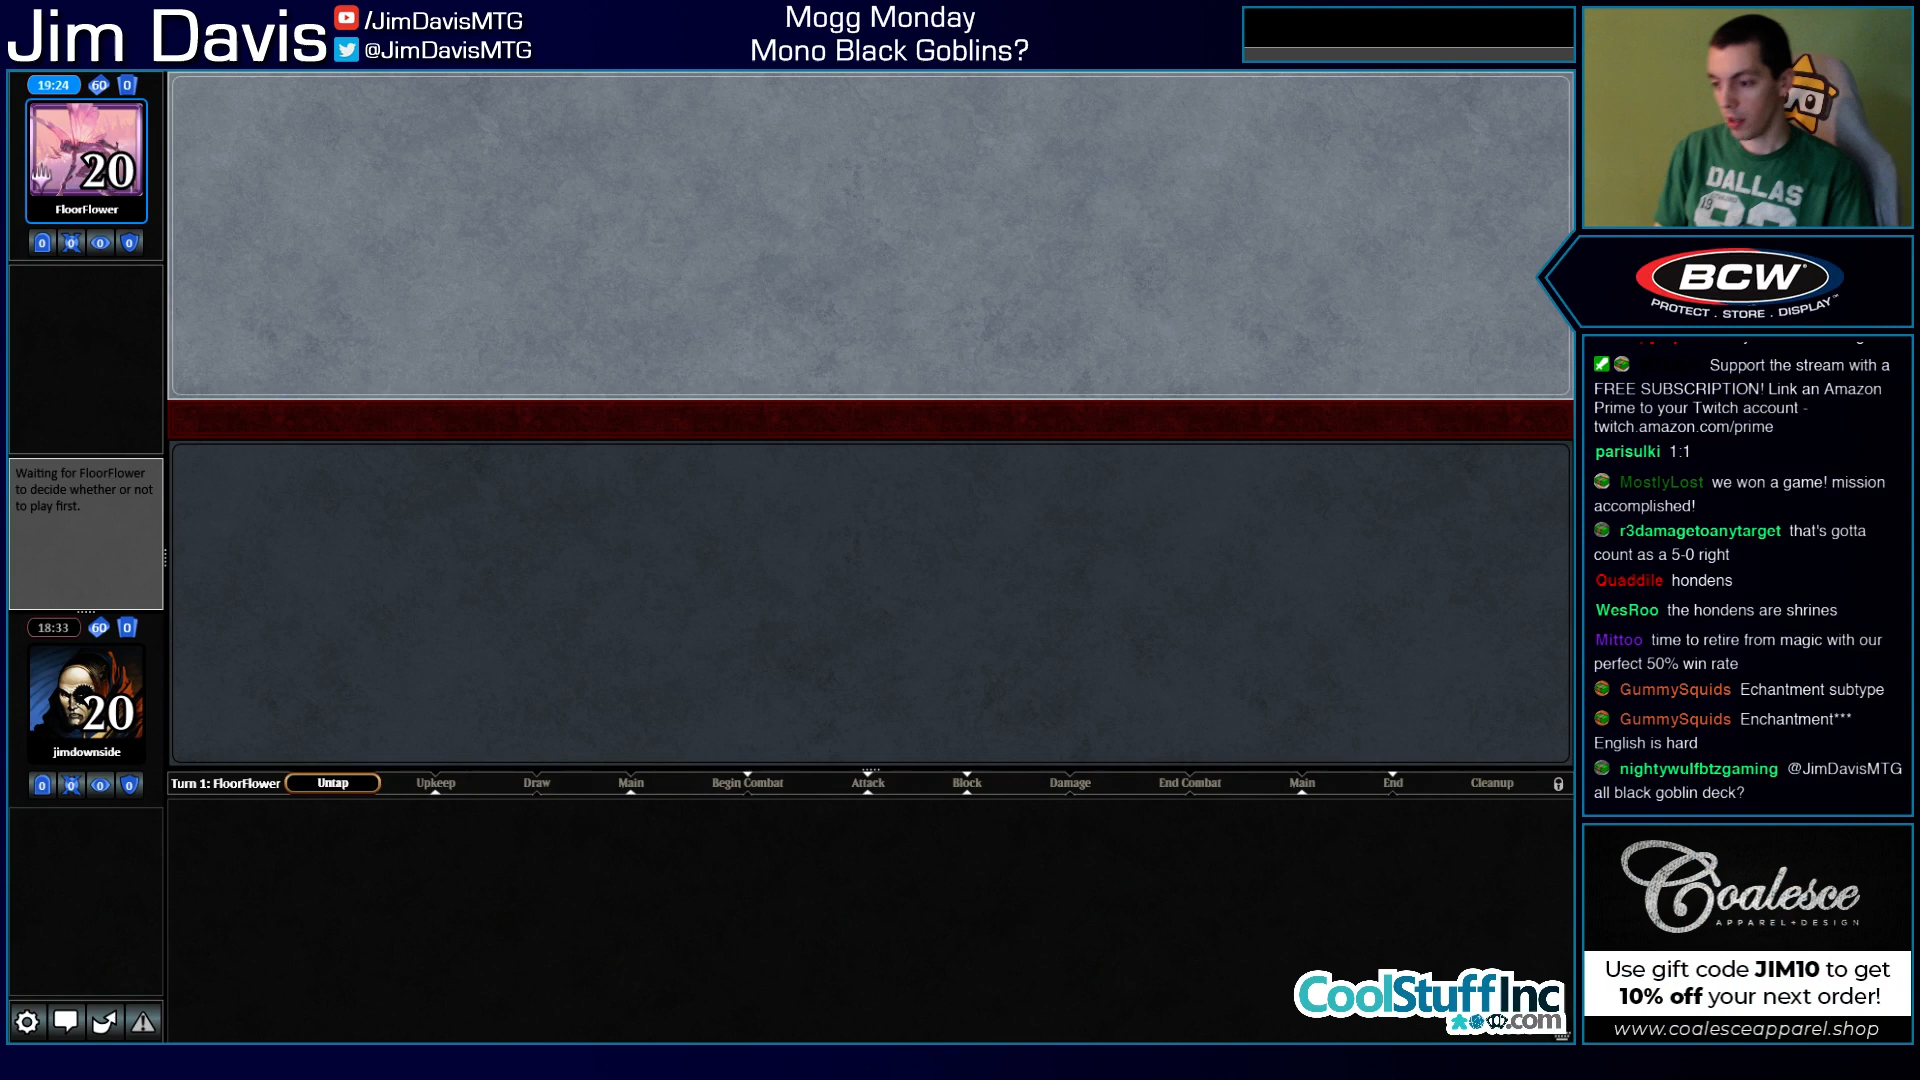 Jim Davis
/JimDavisMTG
@JimDavisMTG
Mogg Monday
Mono Black Goblins?
19:24 60 0
20
FloorFlower
0 0 0 0
Waiting for FloorFlower
to decide whether or not
to play first.
18:33 60 0
20
jimdownside
0 0 0 0
Turn 1: FloorFlower Untap Upkeep Draw Main Begin Combat Attack Block Damage End Combat Main End Cleanup
CoolStuffInc
.com
DALLAS
BCW
PROTECT . STORE . DISPLAY™
Support the stream with a
FREE SUBSCRIPTION! Link an Amazon
Prime to your Twitch account -
twitch.amazon.com/prime
parisulki 1:1
MostlyLost we won a game! mission
accomplished!
r3damagetoanytarget that's gotta
count as a 5-0 right
Quaddile hondens
WesRoo the hondens are shrines
Mittoo time to retire from magic with our
perfect 50% win rate
GummySquids Echantment subtype
GummySquids Enchantment***
English is hard
nightywulfbtzgaming @JimDavisMTG
all black goblin deck?
Coalesce
APPAREL+DESIGN
Use gift code JIM10 to get
10% off your next order!
www.coalesceapparel.shop